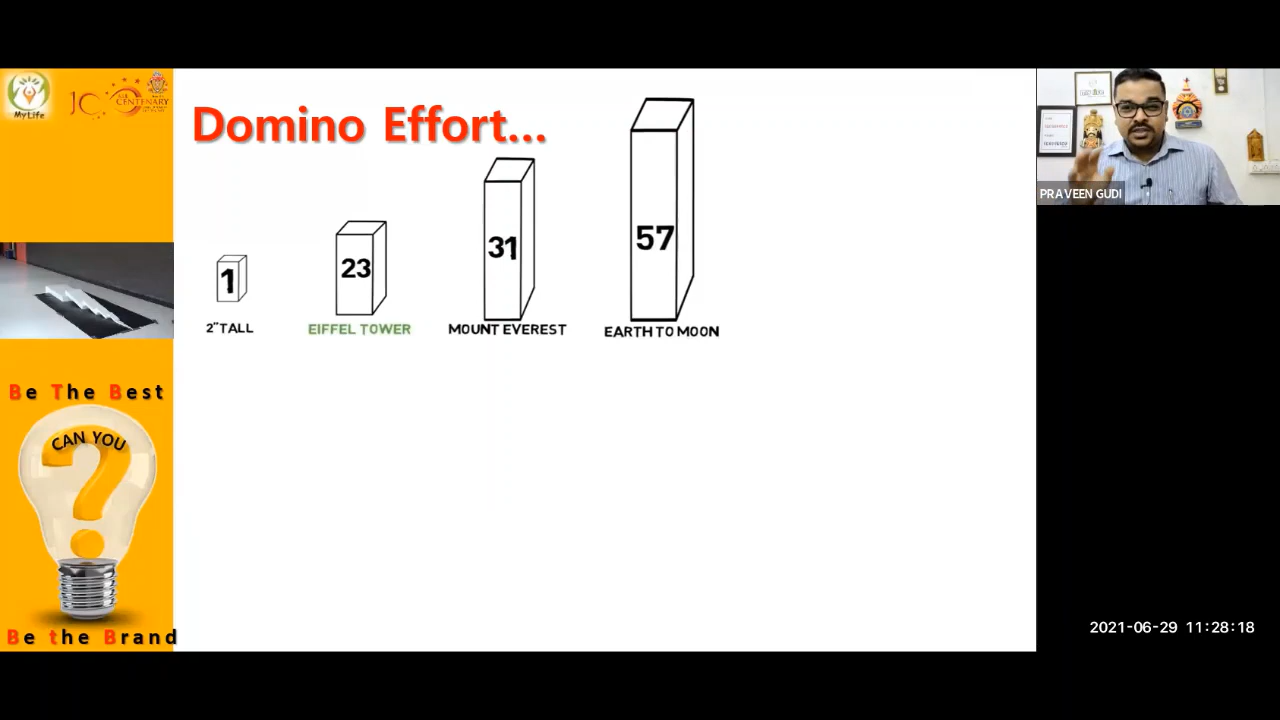 MyLife
CENTENARY
Domino Effort...
1
23
31
57
2"TALL
EIFFEL TOWER
MOUNT EVEREST
EARTH TO MOON
Be The Best
CAN YOU
?
Be the Brand
PRAVEEN GUDI
2021-06-29 11:28:18